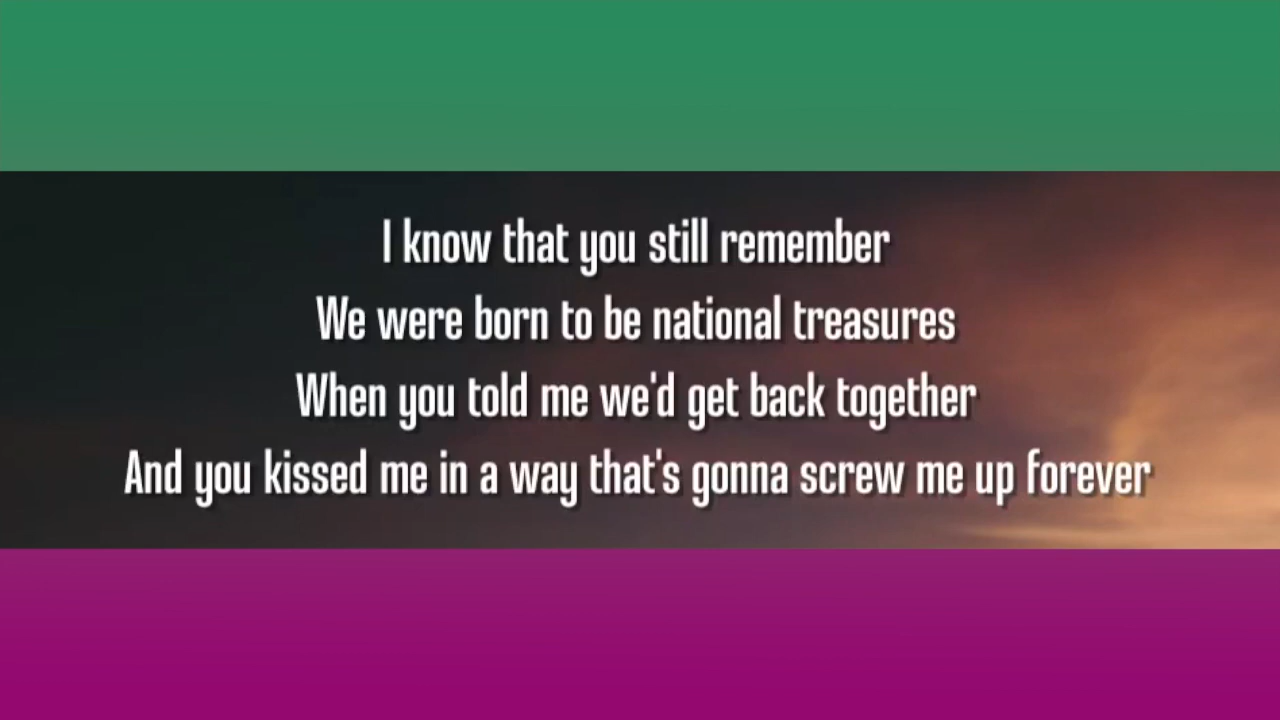 I know that you still remember
We were born to be national treasures
When you told me we'd get back together
And you kissed me in a way that's gonna screw me up forever